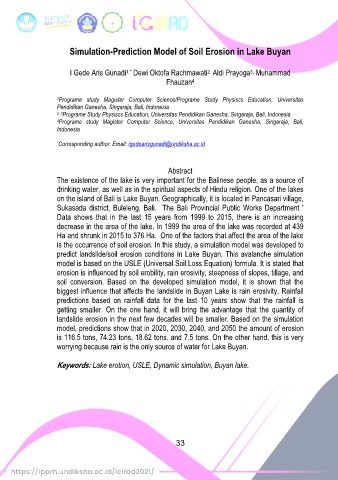 iCIRAD
Simulation-Prediction Model of Soil Erosion in Lake Buyan
I Gede Aris Gunadi1,* Dewi Oktofa Rachmawati2, Aldi Prayoga3, Muhammad
Fhauzan4
1Programe study Magister Computer Science/Programe Study Physiscs Education, Universitas
Pendidkan Ganesha, Singaraja, Bali, Indonesia
2,3Programe Study Physiscs Education, Universitas Pendidikan Ganesha, Singaraja, Bali, Indonesia
4Programe study Magister Computer Science, Universitas Pendidikan Ganesha, Singaraja, Bali,
Indonesia
*Corresponding author. Email: igedearisgunadi@undiksha.ac.id
Abstract
The existence of the lake is very important for the Balinese people, as a source of
drinking water, as well as in the spiritual aspects of Hindu religion. One of the lakes
on the island of Bali is Lake Buyan. Geographically, it is located in Pancasari village,
Sukasada district, Buleleng, Bali. The Bali Provincial Public Works Department '
Data shows that in the last 15 years from 1999 to 2015, there is an increasing
decrease in the area of the lake. In 1999 the area of the lake was recorded at 439
Ha and shrunk in 2015 to 376 Ha. One of the factors that affect the area of the lake
is the occurrence of soil erosion. In this study, a simulation model was developed to
predict landslide/soil erosion conditions in Lake Buyan. This avalanche simulation
model is based on the USLE (Universal Soil Loss Equation) formula. It is stated that
erosion is influenced by soil erobility, rain erosivity, steepness of slopes, tillage, and
soil conversion. Based on the developed simulation model, it is shown that the
biggest influence that affects the landslide in Buyan Lake is rain erosivity. Rainfall
predictions based on rainfall data for the last 10 years show that the rainfall is
getting smaller. On the one hand, it will bring the advantage that the quantity of
landslide erosion in the next few decades will be smaller. Based on the simulation
model, predictions show that in 2020, 2030, 2040, and 2050 the amount of erosion
is 116.5 tons, 74.23 tons, 18.62 tons, and 7.5 tons. On the other hand, this is very
worrying because rain is the only source of water for Lake Buyan.
Keywords: Lake erotion, USLE, Dynamic simulation, Buyan lake.
33
https://lppm.undiksha.ac.id/icirad2021/